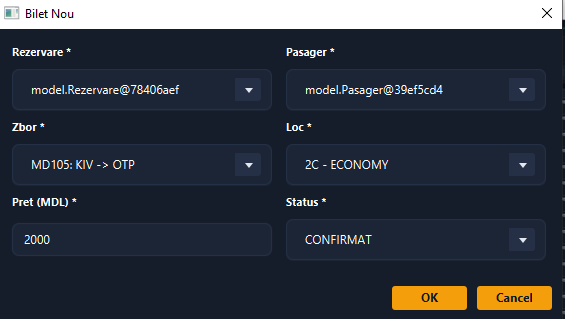 Bilet Nou
Rezervare *
Pasager *
model.Rezervare@78406aef
model.Pasager@39ef5cd4
Zbor *
Loc *
MD105: KIV -> OTP
2C - ECONOMY
Pret (MDL) *
Status *
2000
CONFIRMAT
OK
Cancel